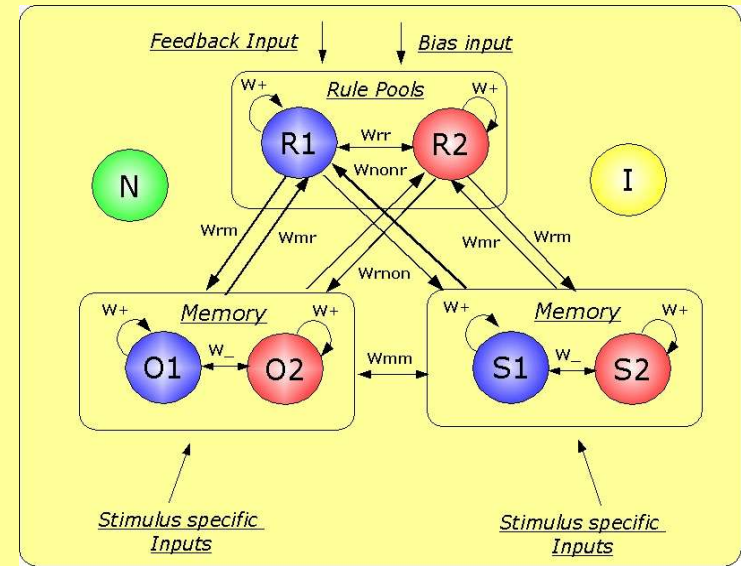 Feedback Input
Bias input
Rule Pools
W+
W+
R1
Wrr
R2
N
Wnonr
I
Wrm
Wmr
Wmr
Wrm
Wrnon
Memory
Memory
W+
W+
W+
W+
O1
W_
O2
Wmm
S1
W_
S2
Stimulus specific
Inputs
Stimulus specific
Inputs